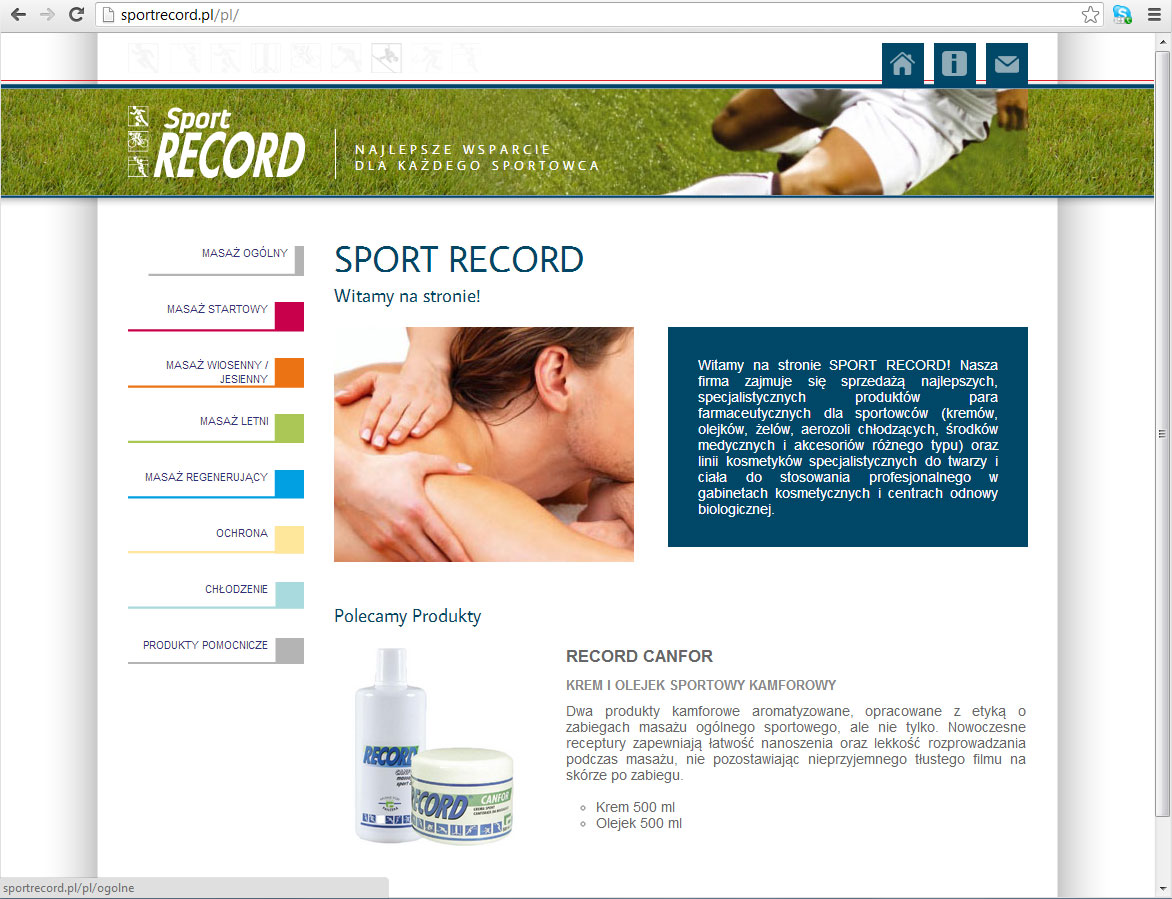 sportrecord.pl/pl/
Sport
RECORD
NAJLEPSZE WSPARCIE
DLA KAŻDEGO SPORTOWCA
MASAŻ OGÓLNY
MASAŻ STARTOWY
MASAŻ WIOSENNY /
JESIENNY
MASAŻ LETNI
MASAŻ REGENERUJĄCY
OCHRONA
CHŁODZENIE
PRODUKTY POMOCNICZE
SPORT RECORD
Witamy na stronie!
Witamy na stronie SPORT RECORD! Nasza
firma zajmuje się sprzedażą najlepszych,
specjalistycznych produktów para
farmaceutycznych dla sportowców (kremów,
olejków, żelów, aerozoli chłodzących, środków
medycznych i akcesoriów różnego typu) oraz
linii kosmetyków specjalistycznych do twarzy i
ciała do stosowania profesjonalnego w
gabinetach kosmetycznych i centrach odnowy
biologicznej.
Polecamy Produkty
RECORD
RECORD
CANFOR
RECORD CANFOR
KREM I OLEJEK SPORTOWY KAMFOROWY
Dwa produkty kamforowe aromatyzowane, opracowane z etyką o
zabiegach masażu ogólnego sportowego, ale nie tylko. Nowoczesne
receptury zapewniają łatwość nanoszenia oraz lekkość rozprowadzania
podczas masażu, nie pozostawiając nieprzyjemnego tłustego filmu na
skórze po zabiegu.
Krem 500 ml
Olejek 500 ml
sportrecord.pl/pl/ogolne